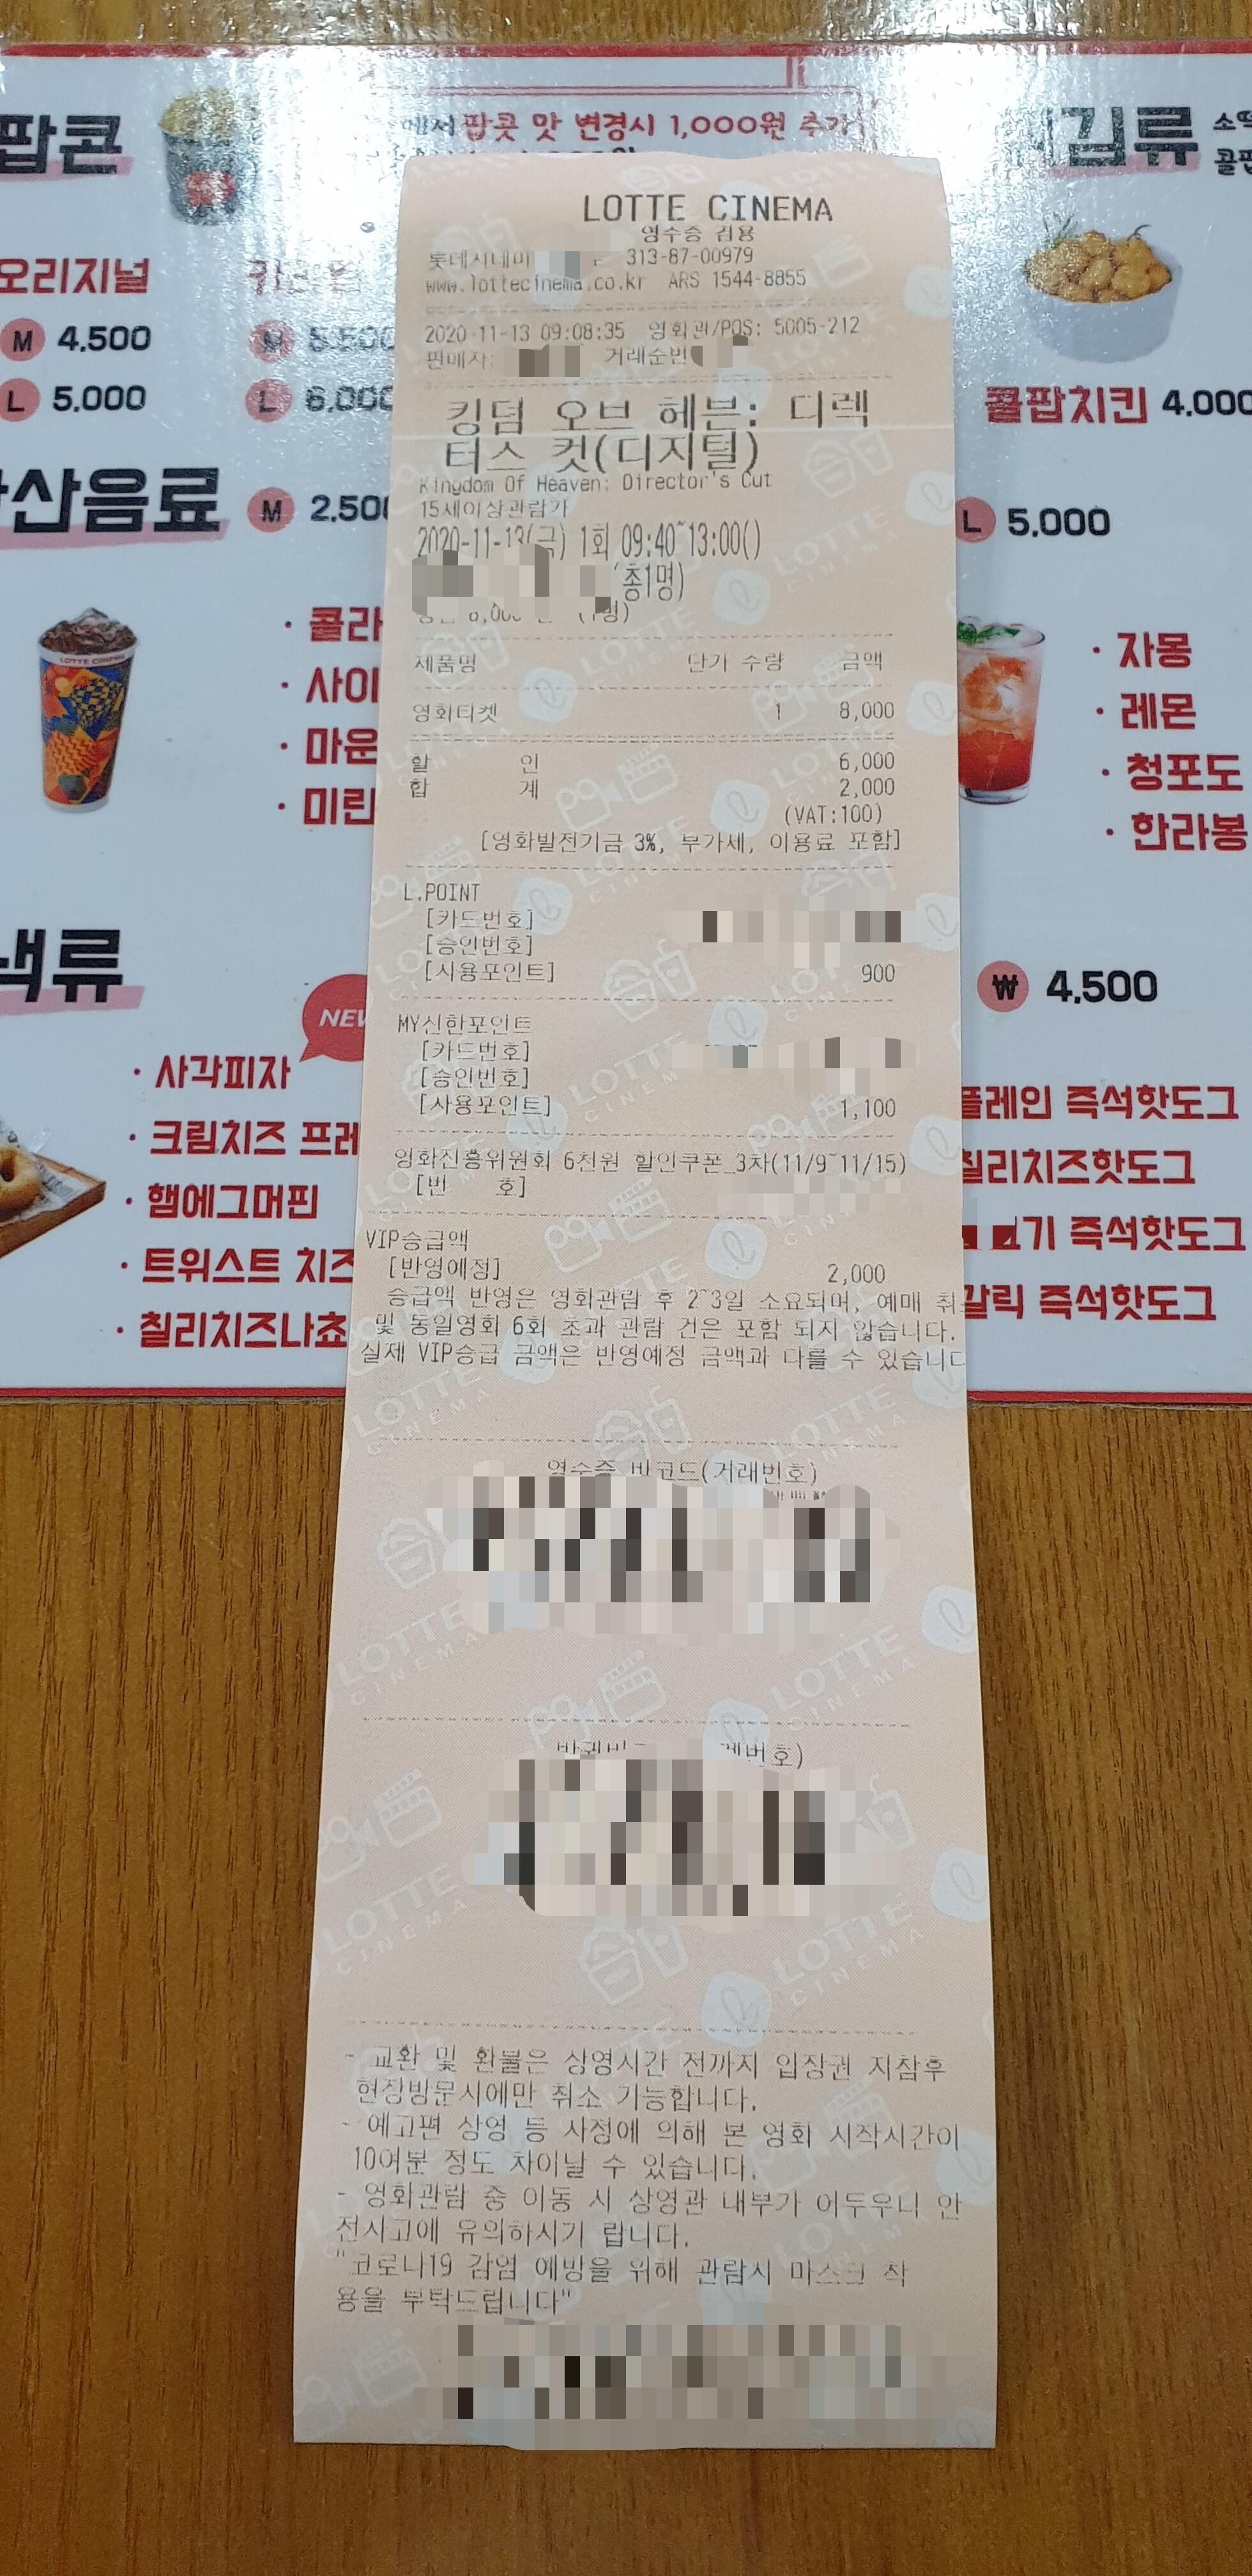 팝콘
에서 팝콘 맛 변경시 1,000원 추가
오리지널
M 4,500
M 5,500
L 5,000
L 6,000
M 2,500
L 5,000
콜팝치킨 4,000
· 콜라
· 사이
· 마운
· 미린
· 자몽
· 레몬
· 청포도
· 한라봉
NEW
₩ 4,500
· 사각피자
· 크림치즈 프레
· 햄에그머핀
· 트위스트 치즈
· 칠리치즈나쵸
플레인 즉석핫도그
칠리치즈핫도그
즉석핫도그
갈릭 즉석핫도그
LOTTE CINEMA
영수증 겸용
313-87-00979
www.lottecinema.co.kr ARS 1544-8855
2020-11-13 09:08:35 영화관/POS: 5005-212
판매자: 거래순번
킹덤 오브 헤븐: 디렉
터스 컷(디지털)
Kingdom Of Heaven: Director's Cut
15세이상관람가
2020-11-13(금) 1회 09:40~13:00()
(총1명)
제품명 단가 수량 금액
영화티켓 1 8,000
할 인 6,000
합 계 2,000
(VAT:100)
[영화발전기금 3%, 부가세, 이용료 포함]
L.POINT
[카드번호]
[승인번호]
[사용포인트] 900
MY신한포인트
[카드번호]
[승인번호]
[사용포인트] 1,100
영화진흥위원회 6천원 할인쿠폰_3차(11/9~11/15)
[번 호]
VIP승급액
[반영예정] 2,000
승급액 반영은 영화관람 후 2~3일 소요되며, 예매 취
및 동일영화 6회 초과 관람 건은 포함 되지 않습니다.
실제 VIP승급 금액은 반영예정 금액과 다를 수 있습니다
영수증 바코드(거래번호)
- 교환 및 환불은 상영시간 전까지 입장권 지참후
현장방문시에만 취소 가능합니다.
- 예고편 상영 등 사정에 의해 본 영화 시작시간이
10여분 정도 차이날 수 있습니다.
- 영화관람 중 이동 시 상영관 내부가 어두우니 안
전사고에 유의하시기 랍니다.
"코로나19 감염 예방을 위해 관람시 마스크 착
용을 부탁드립니다"